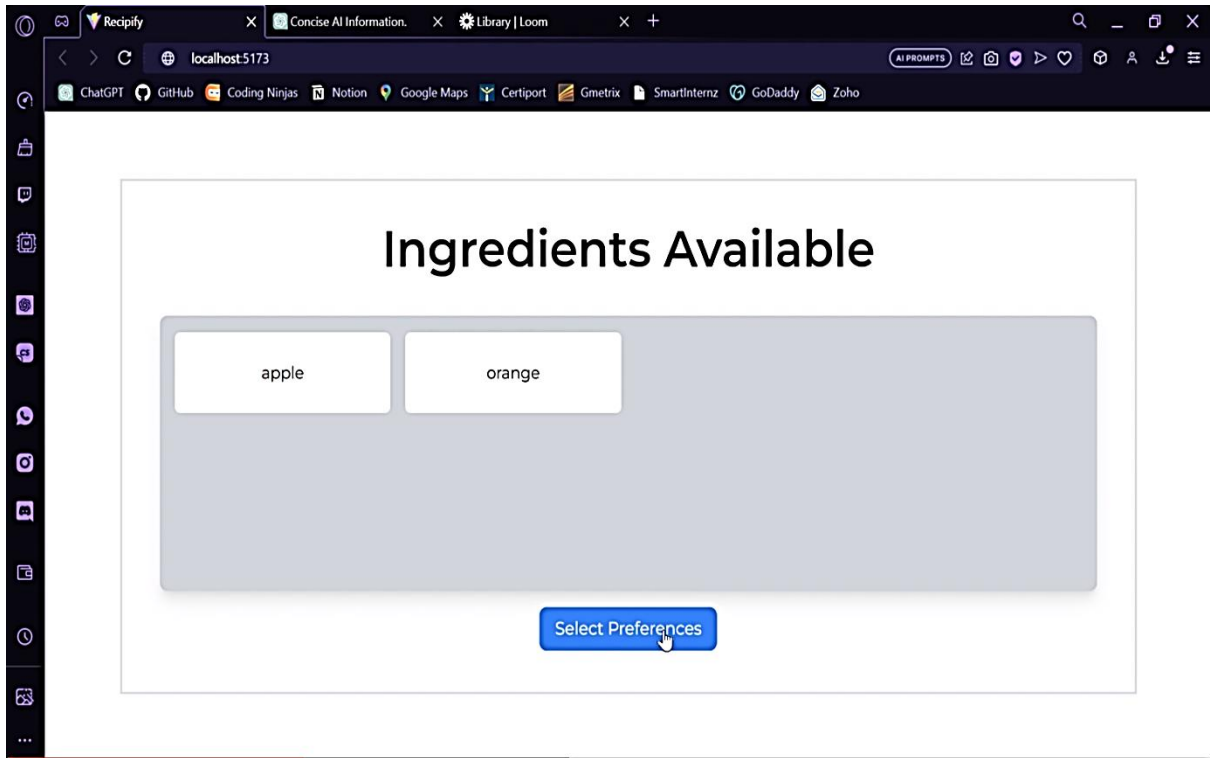 Recipify
Concise AI Information.
Library | Loom
localhost:5173
AI PROMPTS
ChatGPT
GitHub
Coding Ninjas
Notion
Google Maps
Certiport
Gmetrix
SmartInternz
GoDaddy
Zoho
Ingredients Available
apple
orange
Select Preferences